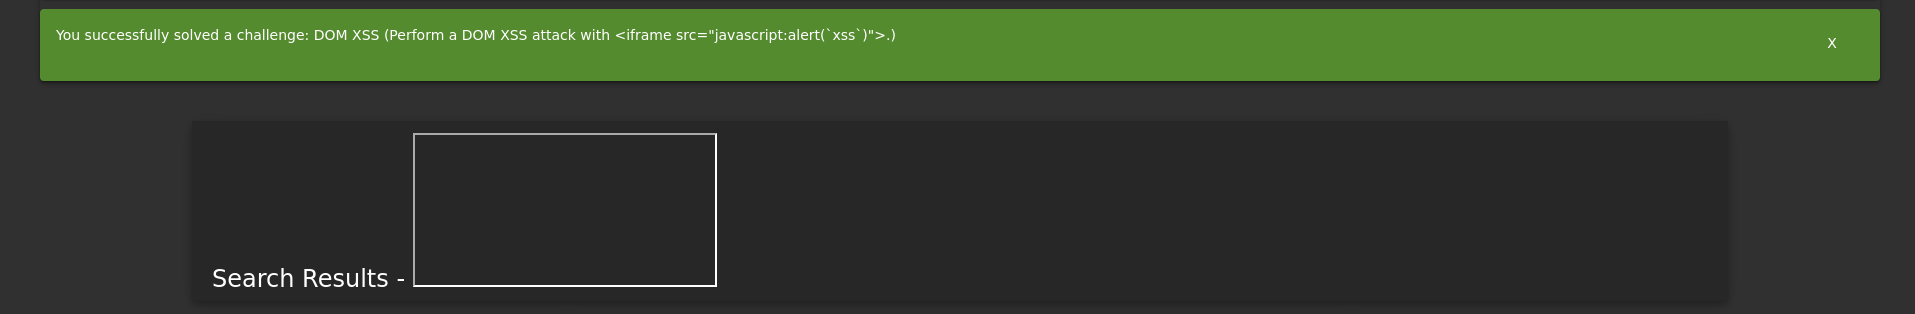 You successfully solved a challenge: DOM XSS (Perform a DOM XSS attack with <iframe src="javascript:alert(`xss`)">.)
X
Search Results -